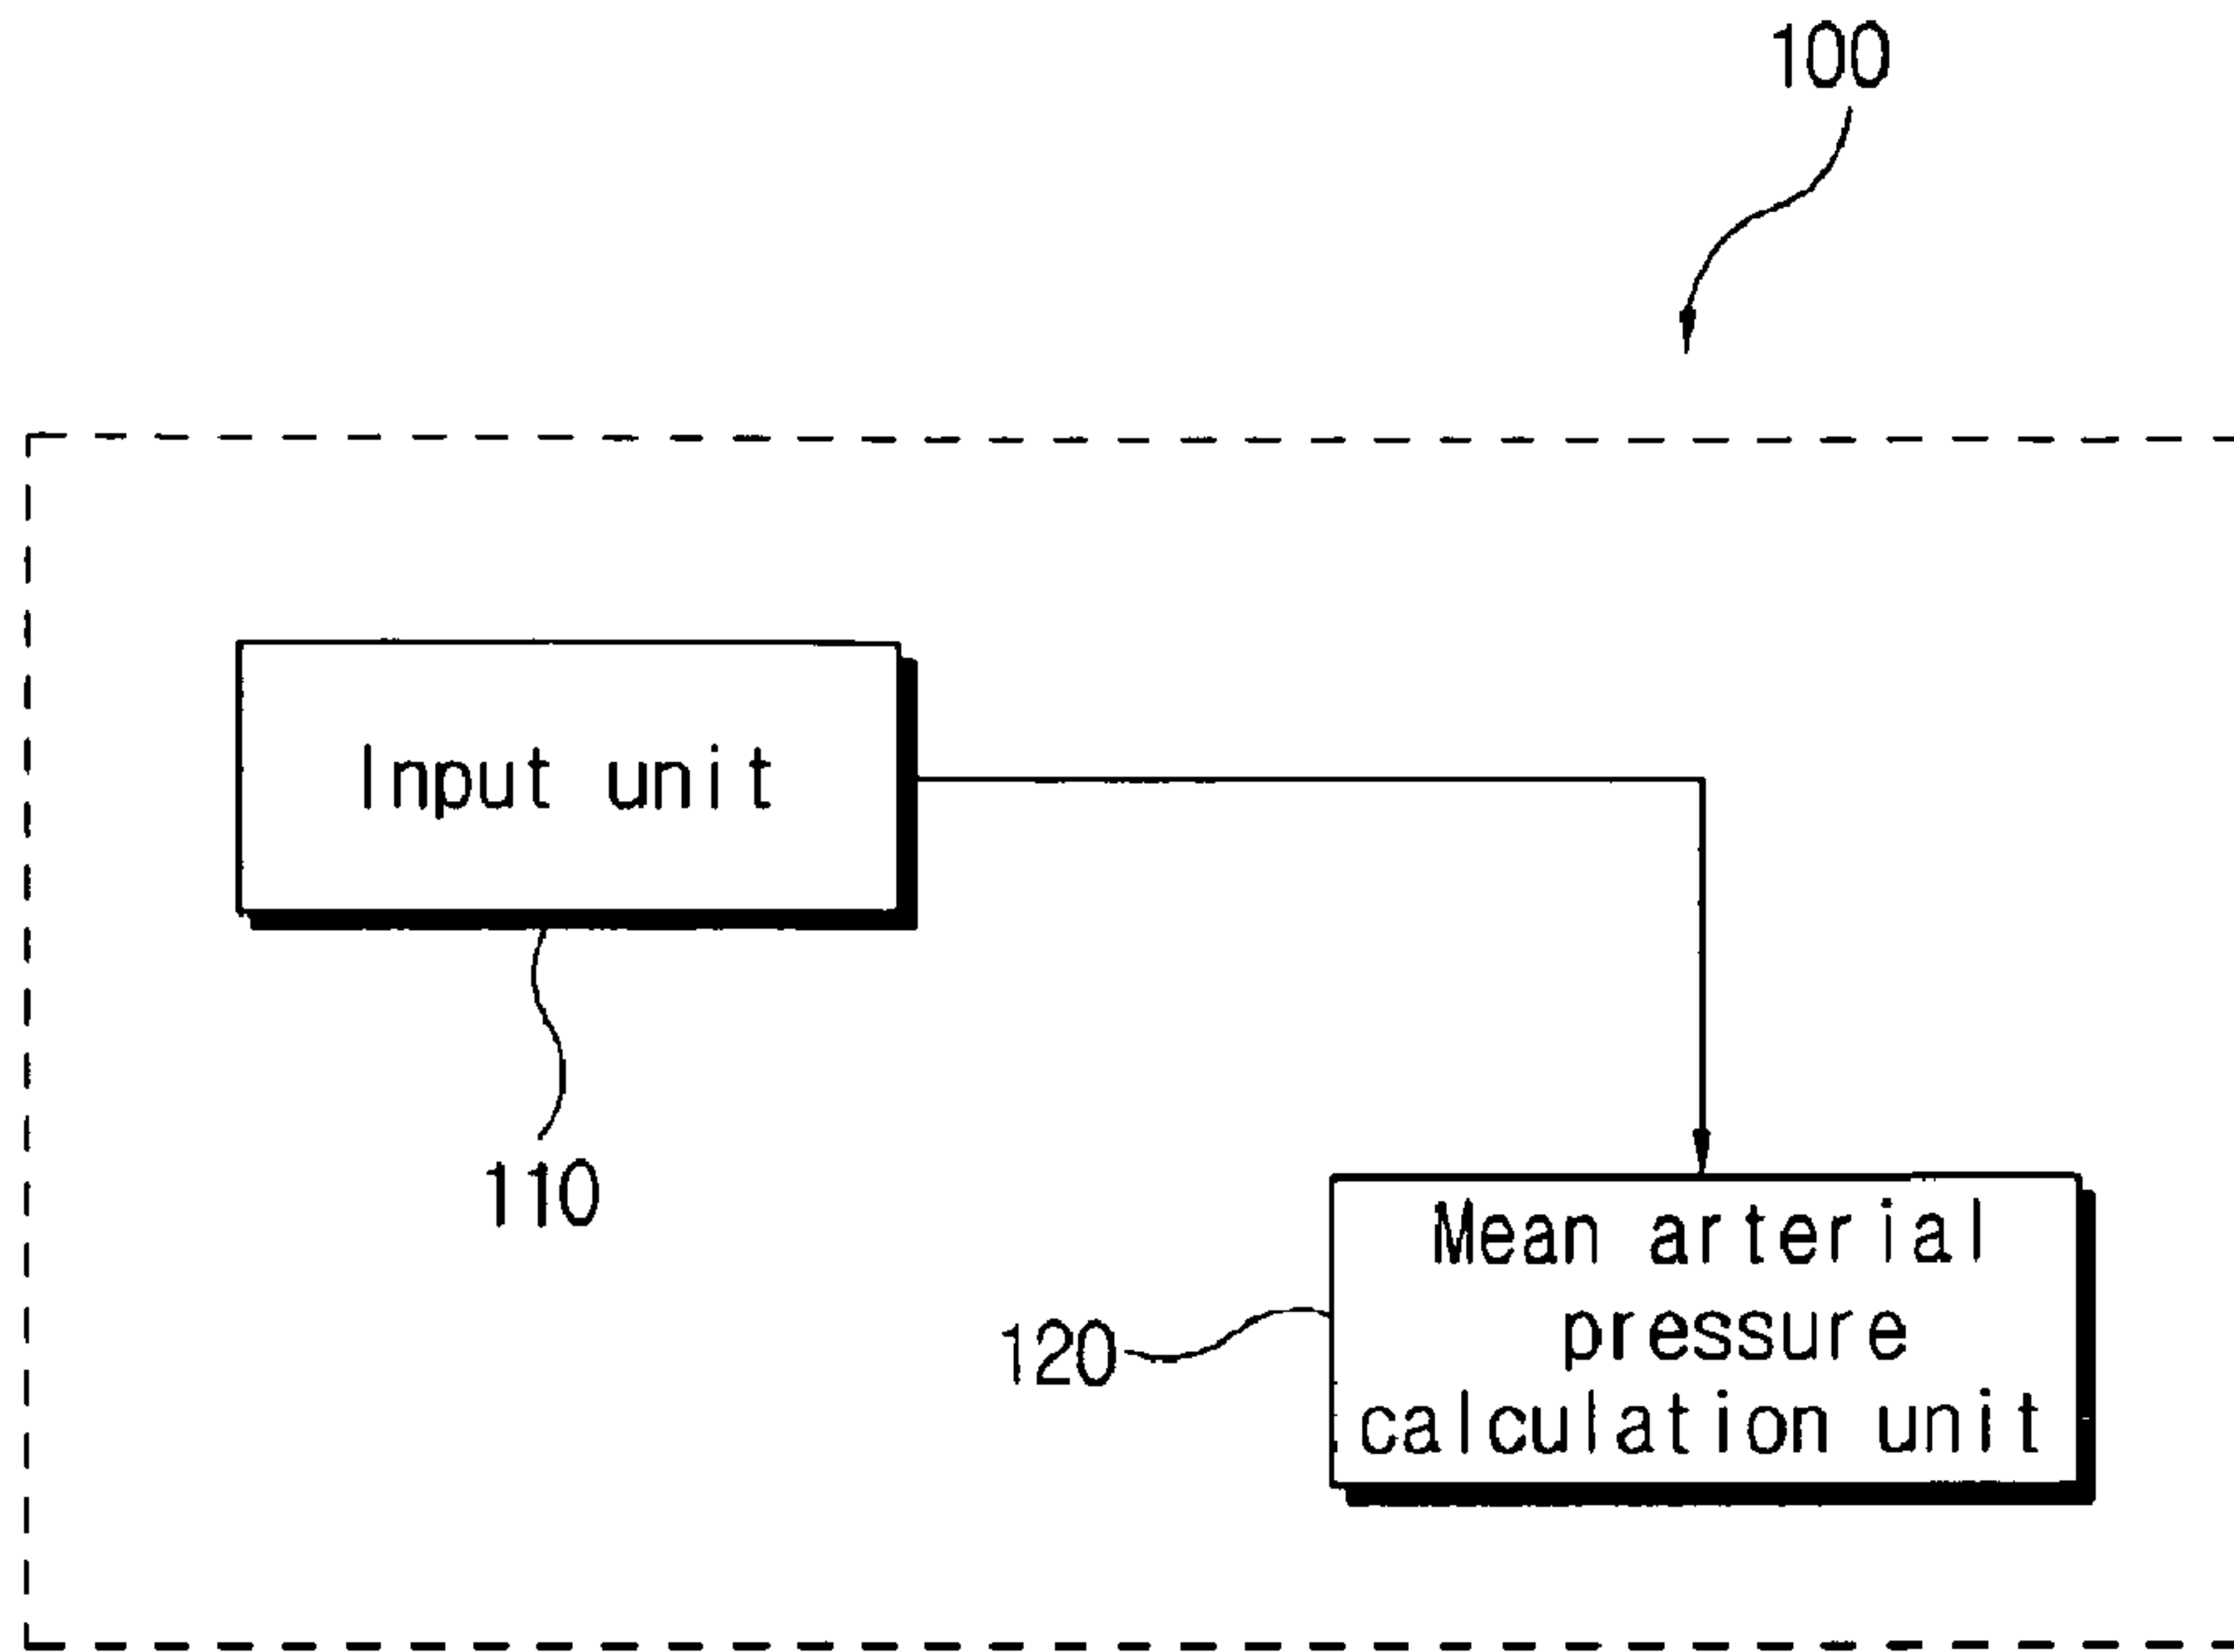 100
Input unit
110
Mean arterial
pressure
calculation unit
120